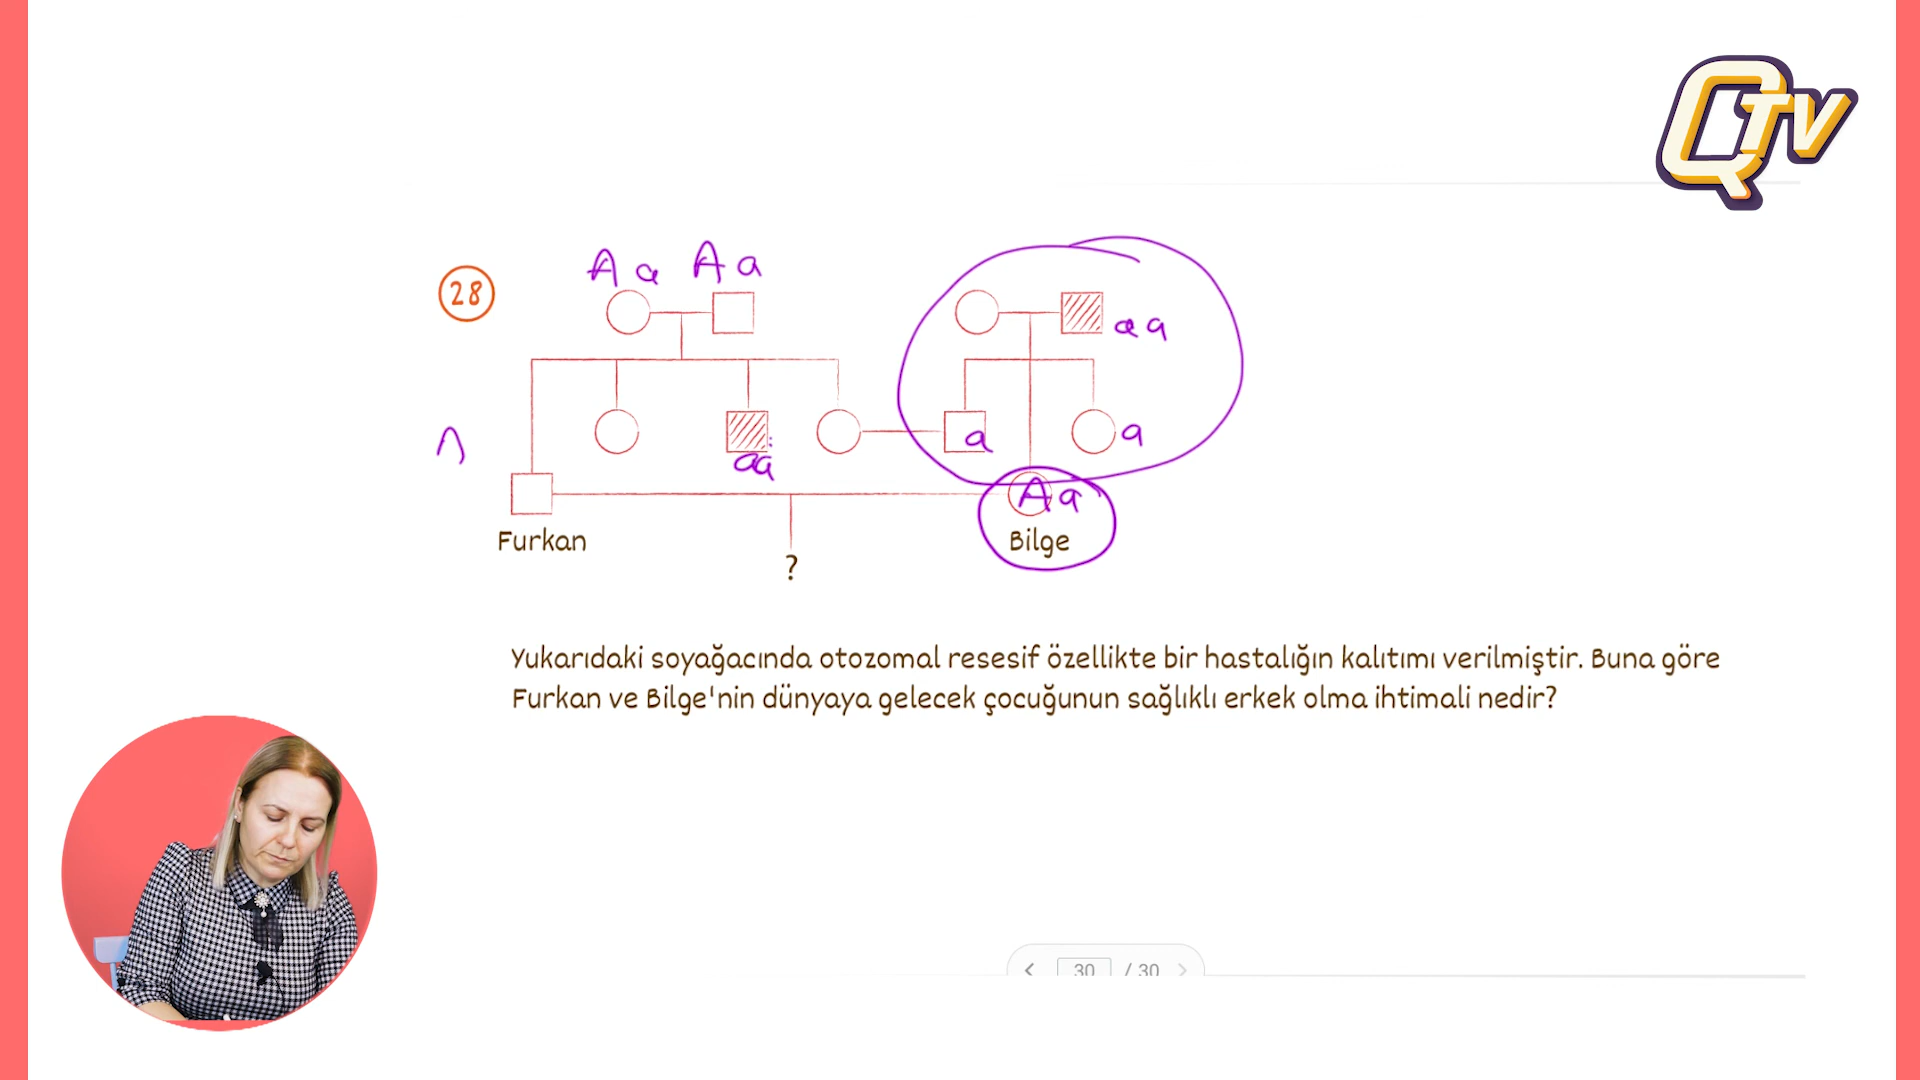 QTV
28
Aa Aa
aa
aa
a
a
Aa
Furkan
Bilge
?
Yukarıdaki soyağacında otozomal resesif özellikte bir hastalığın kalıtımı verilmiştir. Buna göre
Furkan ve Bilge'nin dünyaya gelecek çocuğunun sağlıklı erkek olma ihtimali nedir?
30 / 30